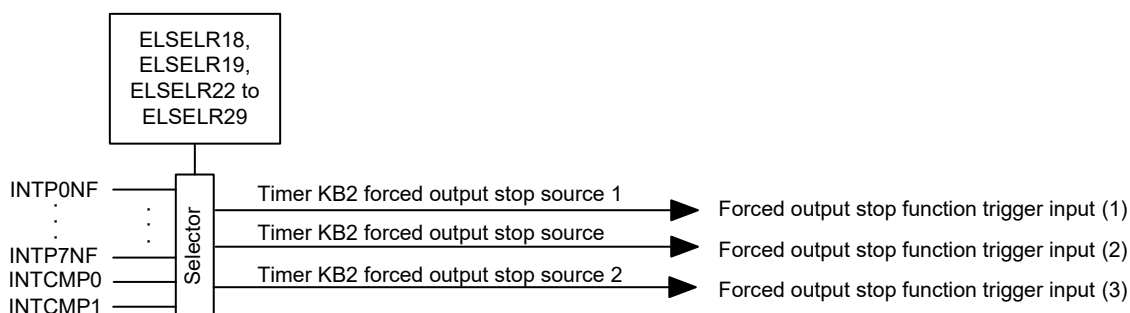 ELSELR18,
ELSELR19,
ELSELR22 to
ELSELR29
INTP0NF
INTP7NF
INTCMP0
INTCMP1
Selector
Timer KB2 forced output stop source 1
Forced output stop function trigger input (1)
Timer KB2 forced output stop source
Forced output stop function trigger input (2)
Timer KB2 forced output stop source 2
Forced output stop function trigger input (3)